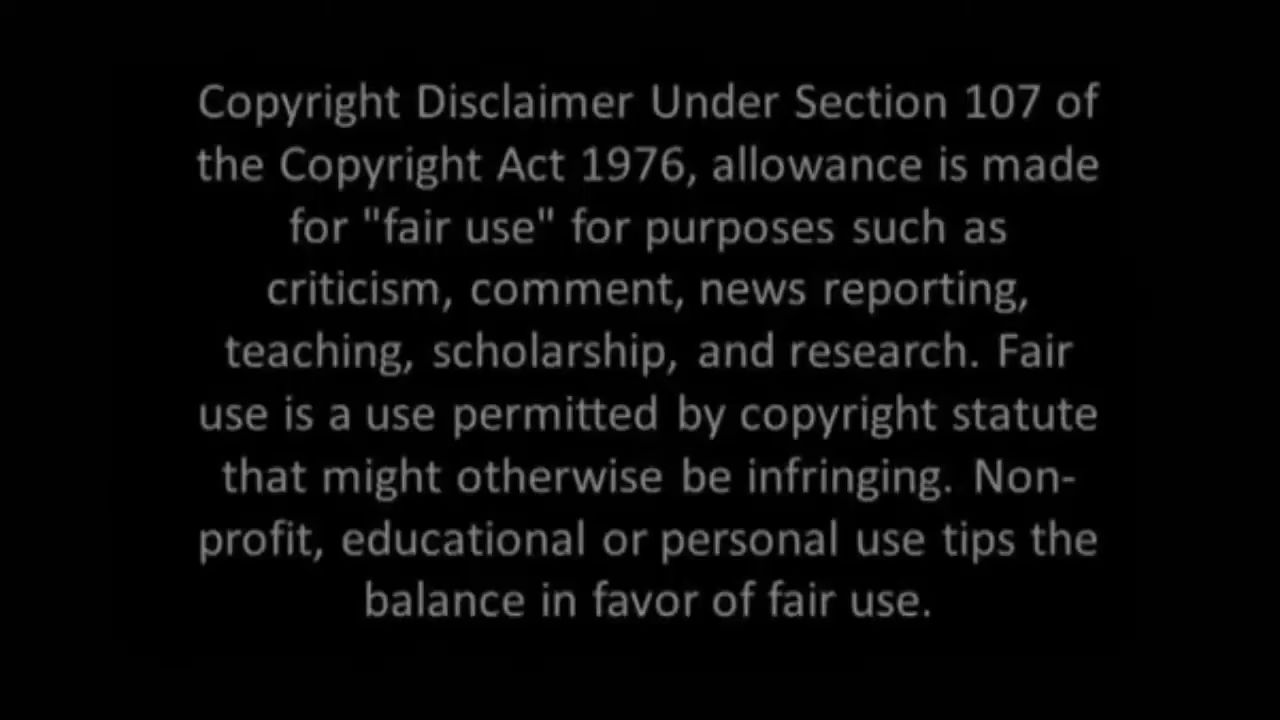 Copyright Disclaimer Under Section 107 of
the Copyright Act 1976, allowance is made
for "fair use" for purposes such as
criticism, comment, news reporting,
teaching, scholarship, and research. Fair
use is a use permitted by copyright statute
that might otherwise be infringing. Non-
profit, educational or personal use tips the
balance in favor of fair use.